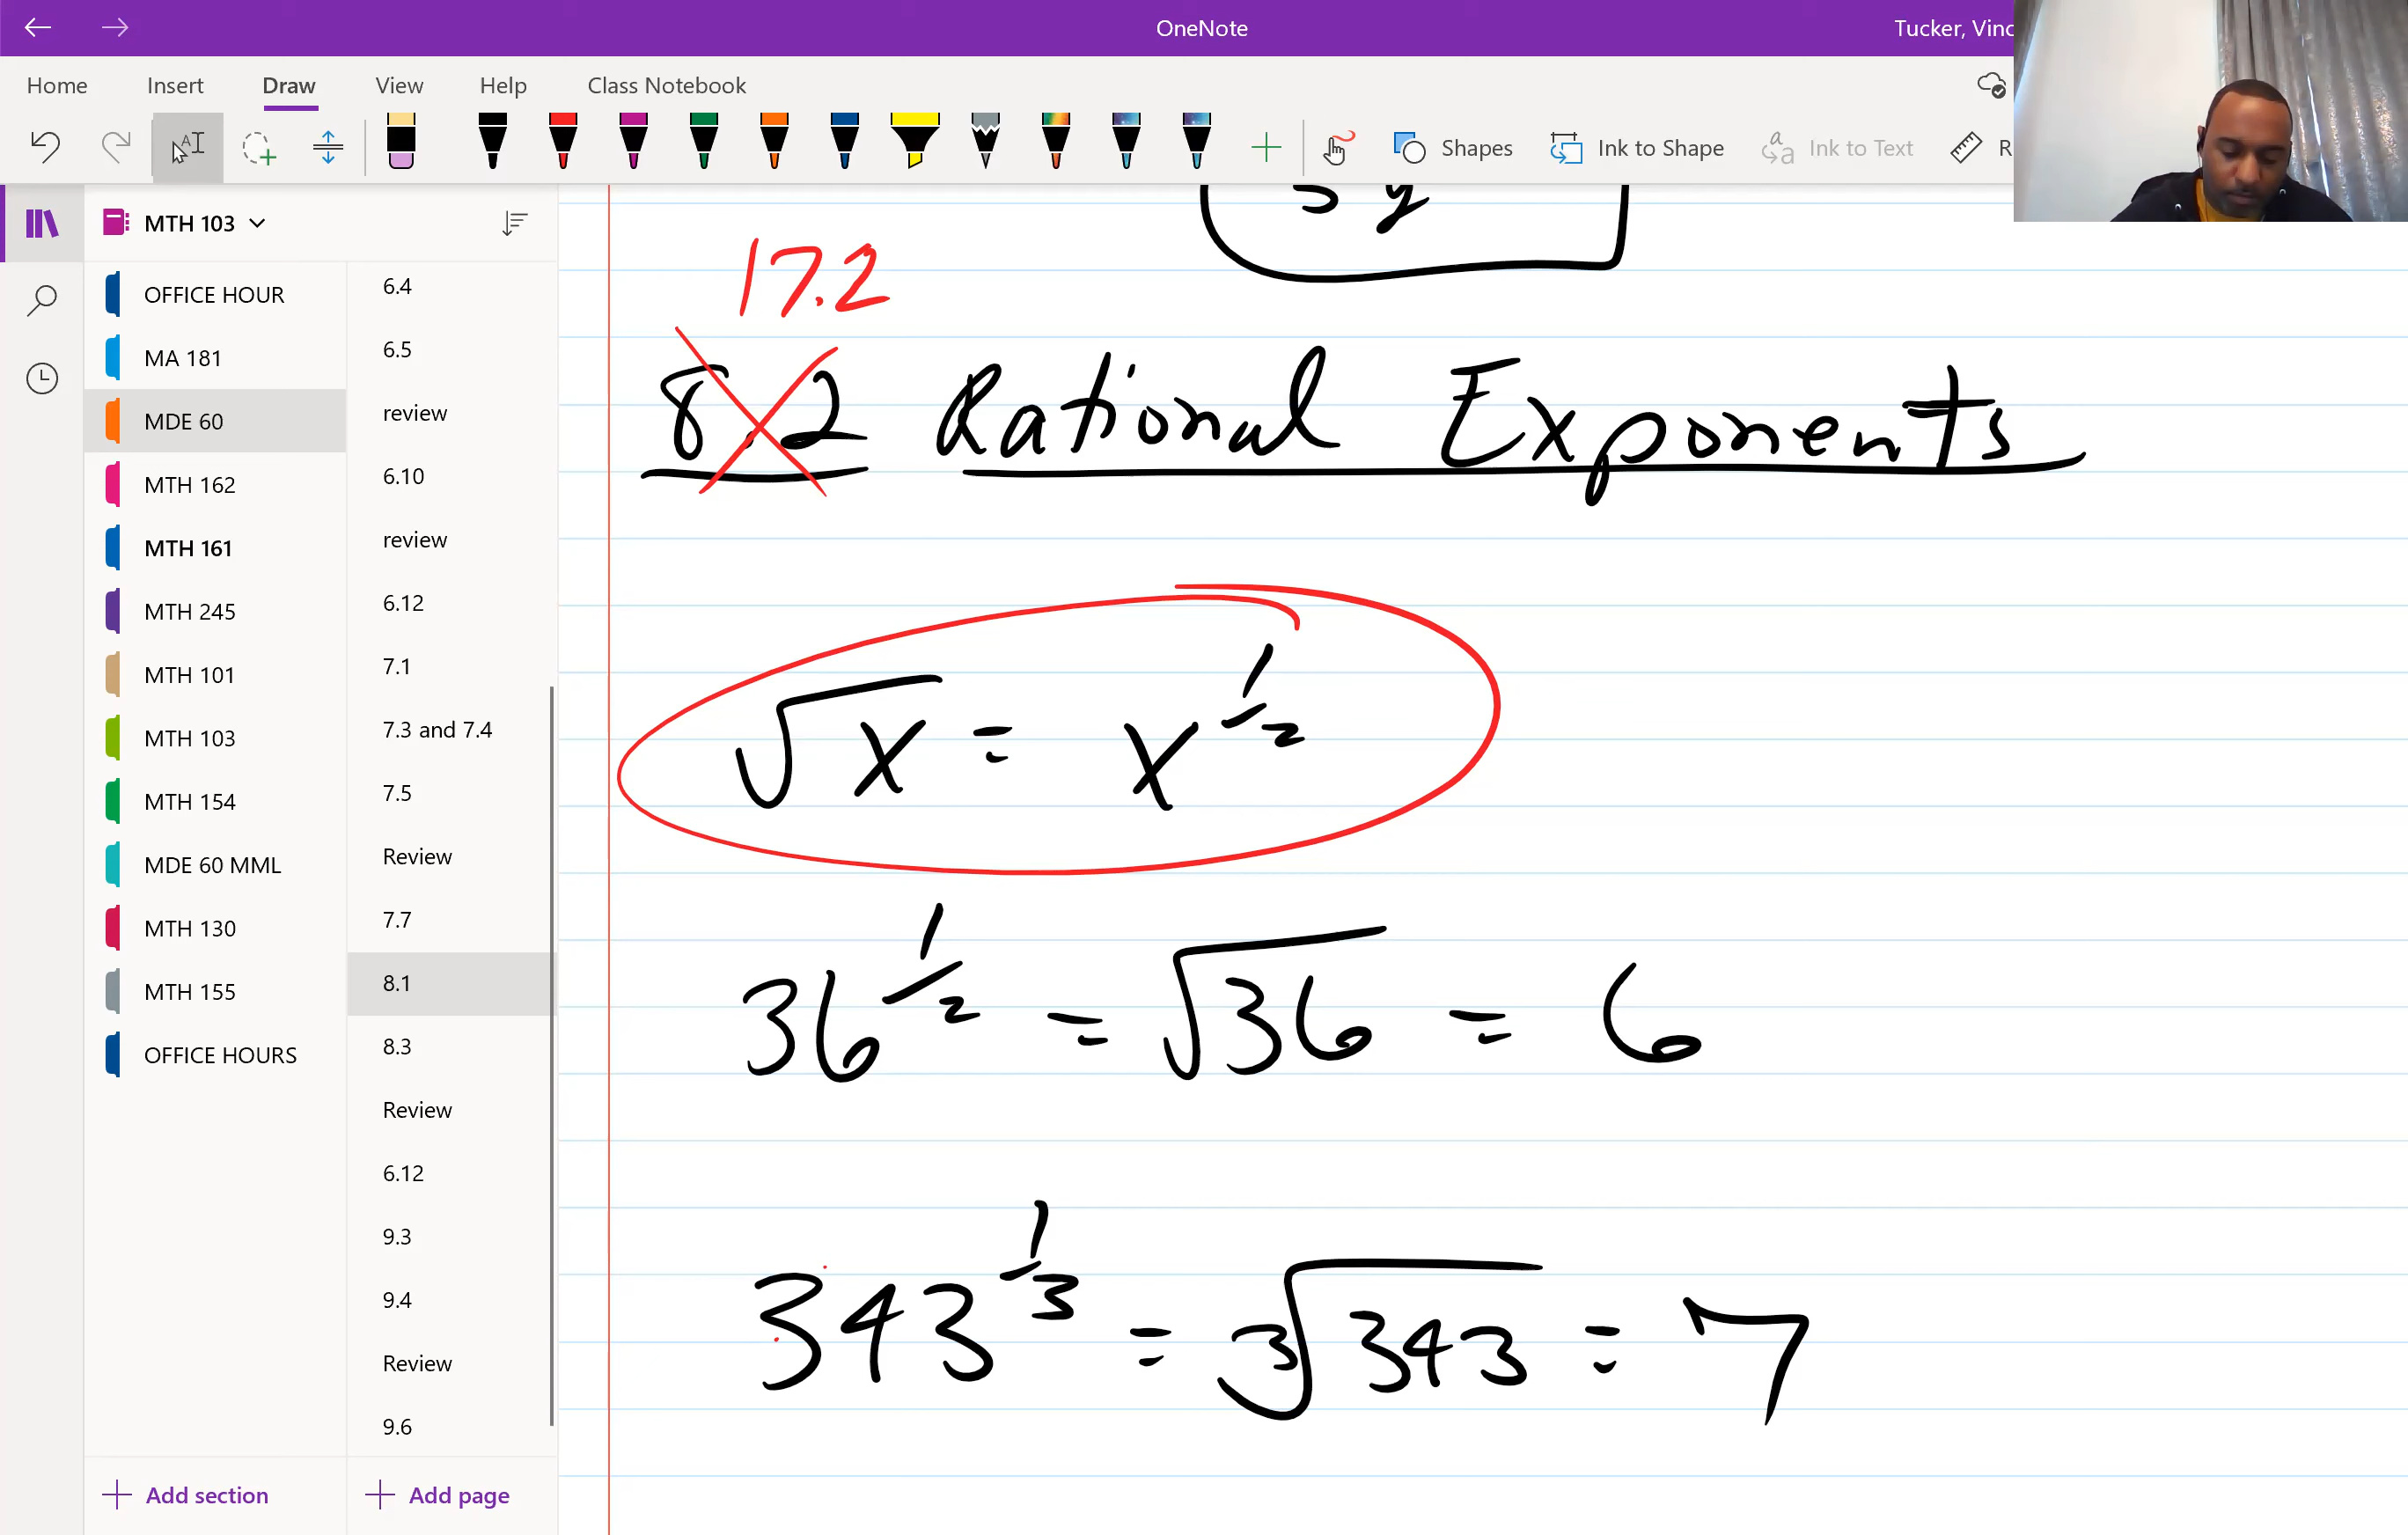 OneNote
Tucker, Vinc
Home Insert Draw View Help Class Notebook
Shapes Ink to Shape Ink to Text R
MTH 103
OFFICE HOUR
MA 181
MDE 60
MTH 162
MTH 161
MTH 245
MTH 101
MTH 103
MTH 154
MDE 60 MML
MTH 130
MTH 155
OFFICE HOURS
Add section
6.4
6.5
review
6.10
review
6.12
7.1
7.3 and 7.4
7.5
Review
7.7
8.1
8.3
Review
6.12
9.3
9.4
Review
9.6
Add page
17.2
8.2 Rational Exponents
√x = x^1/2
36^1/2 = √36 = 6
343^1/3 = ³√343 = 7